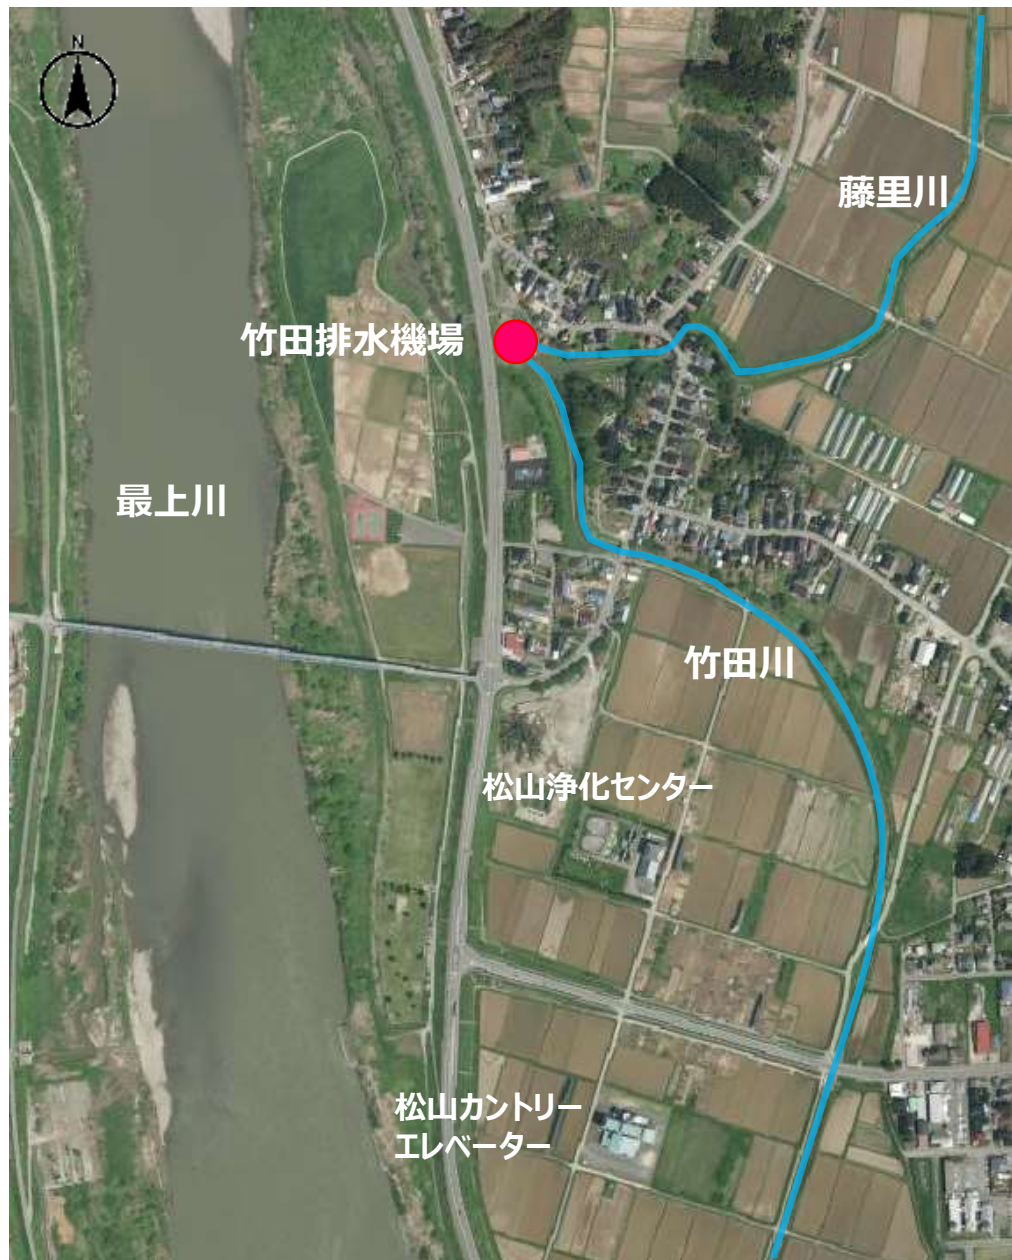 N
藤里川
竹田排水機場
最上川
竹田川
松山浄化センター
松山カントリー
エレベーター